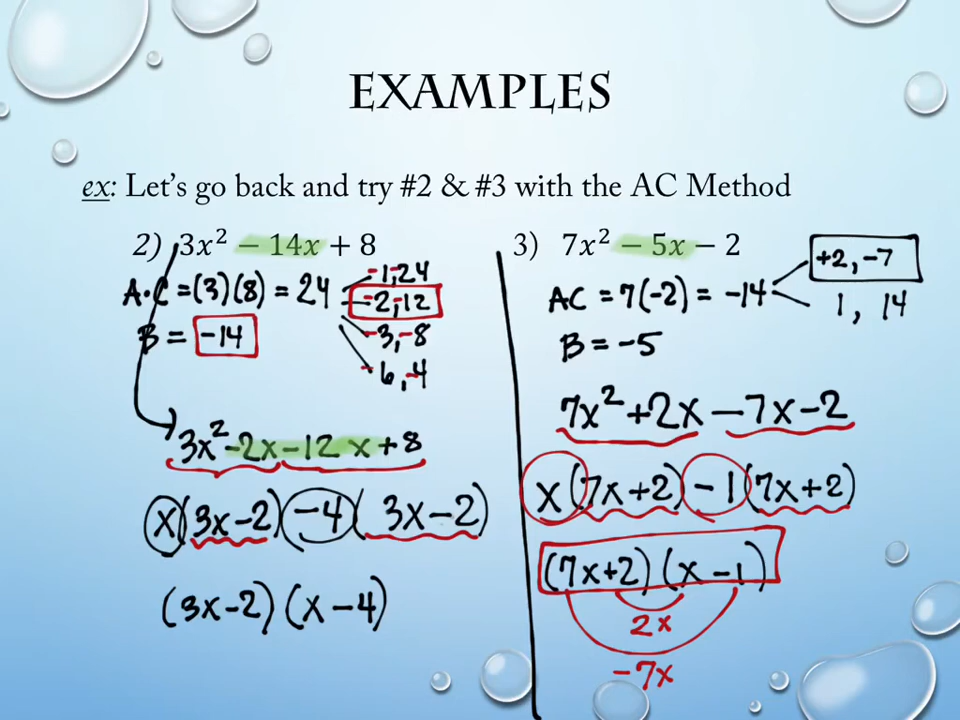 EXAMPLES
ex: Let's go back and try #2 & #3 with the AC Method
2) 3x² − 14x + 8
A·C = (3)(8) = 24
-1,-24
-2,-12
-3,-8
-6,-4
B = -14
3x²-2x-12x+8
x(3x-2)(-4)(3x-2)
(3x-2)(x-4)
3) 7x² − 5x − 2
AC = 7(-2) = -14
+2,-7
1, 14
B = -5
7x²+2x-7x-2
x(7x+2)-1(7x+2)
(7x+2)(x-1)
2x
-7x